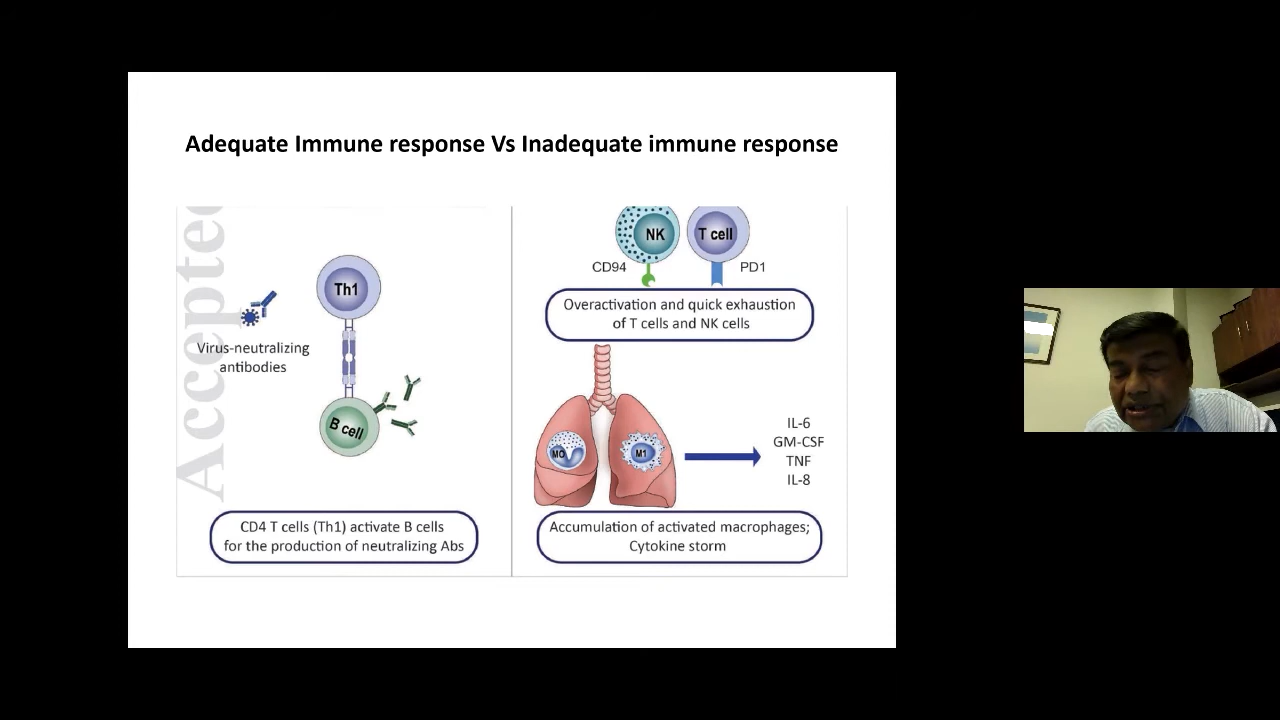 Adequate Immune response Vs Inadequate immune response
Accepted
Th1
Virus-neutralizing
antibodies
B cell
CD4 T cells (Th1) activate B cells
for the production of neutralizing Abs
NK
T cell
CD94
PD1
Overactivation and quick exhaustion
of T cells and NK cells
MO
M1
IL-6
GM-CSF
TNF
IL-8
Accumulation of activated macrophages;
Cytokine storm